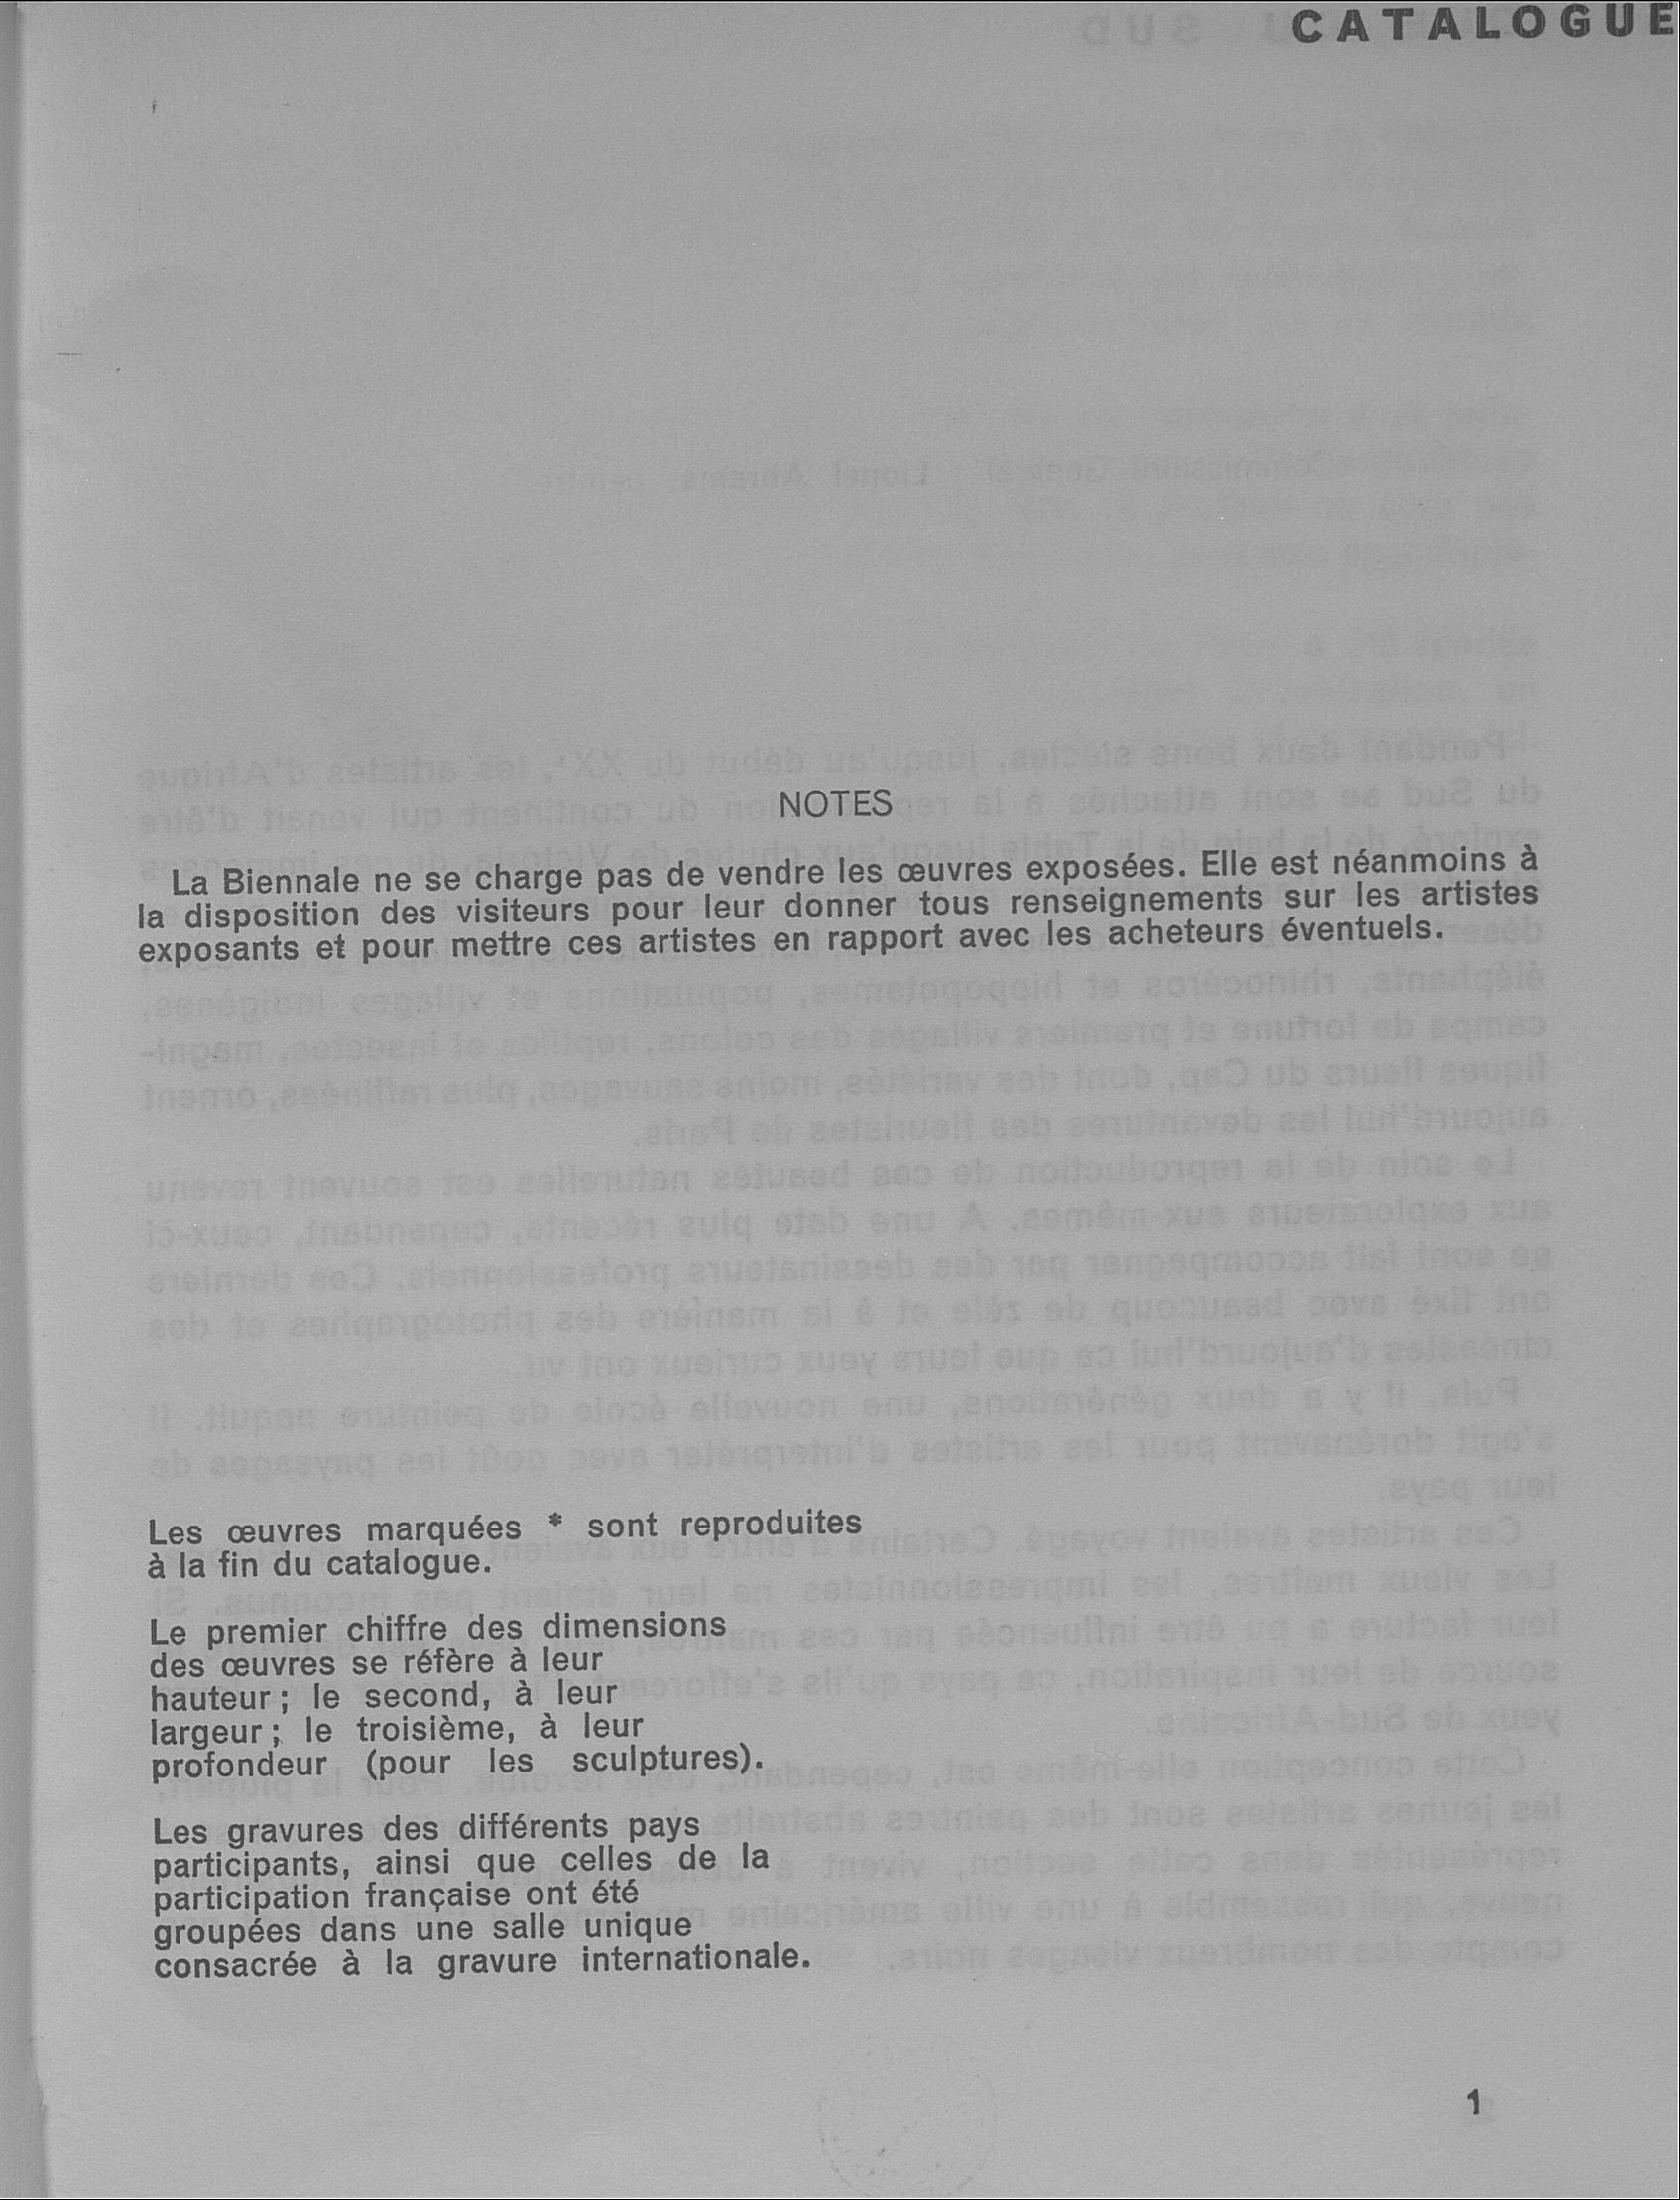 CATALOGUE
NOTES
La Biennale ne se charge pas de vendre les œuvres exposées. Elle est néanmoins à
la disposition des visiteurs pour leur donner tous renseignements sur les artistes
exposants et pour mettre ces artistes en rapport avec les acheteurs éventuels.
Les œuvres marquées * sont reproduites
à la fin du catalogue.
Le premier chiffre des dimensions
des œuvres se réfère à leur
hauteur ; le second, à leur
largeur ; le troisième, à leur
profondeur (pour les sculptures).
Les gravures des différents pays
participants, ainsi que celles de la
participation française ont été
groupées dans une salle unique
consacrée à la gravure internationale.
1